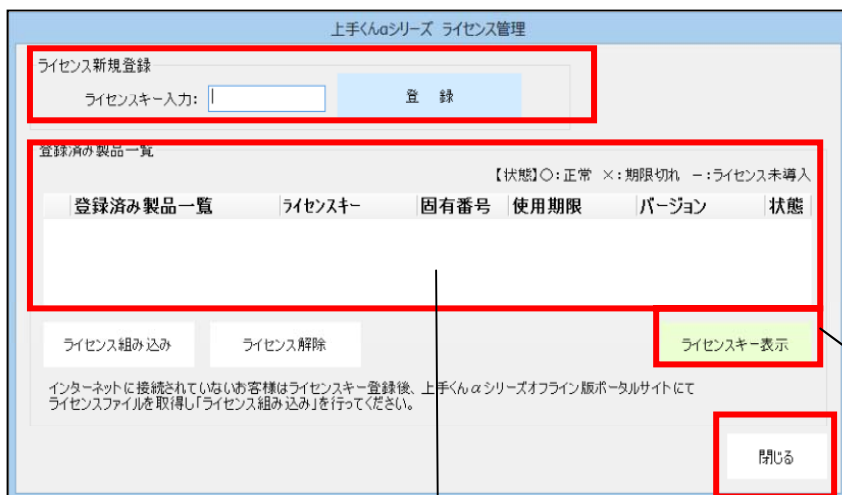 上手くんαシリーズ ライセンス管理
ライセンス新規登録
ライセンスキー入力: 登 録
登録済み製品一覧
【状態】○:正常 ×:期限切れ -:ライセンス未導入
登録済み製品一覧 ライセンスキー 固有番号 使用期限 バージョン 状態
ライセンス組み込み ライセンス解除 ライセンスキー表示
インターネットに接続されていないお客様はライセンスキー登録後、上手くんαシリーズオフライン版ポータルサイトにて
ライセンスファイルを取得し「ライセンス組み込み」を行ってください。
閉じる